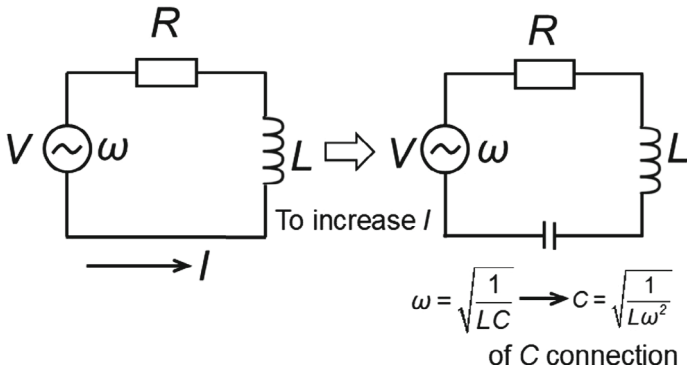 R
V ω
L
I
To increase I
R
V ω
L
ω = √(1/LC) → C = √(1/Lω²)
of C connection